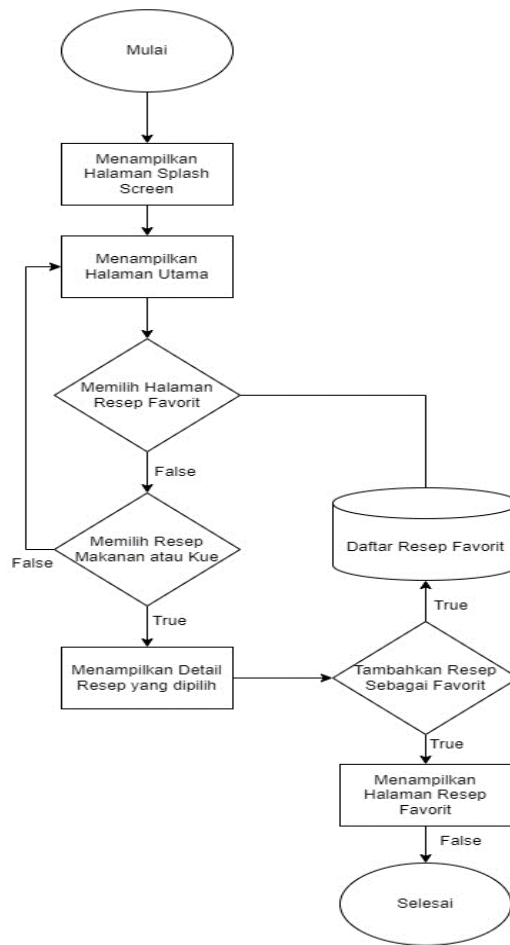 Mulai
Menampilkan
Halaman Splash
Screen
Menampilkan
Halaman Utama
Memilih Halaman
Resep Favorit
False
Memilih Resep
Makanan atau Kue
False
True
Menampilkan Detail
Resep yang dipilih
Daftar Resep Favorit
True
Tambahkan Resep
Sebagai Favorit
True
Menampilkan
Halaman Resep
Favorit
False
Selesai